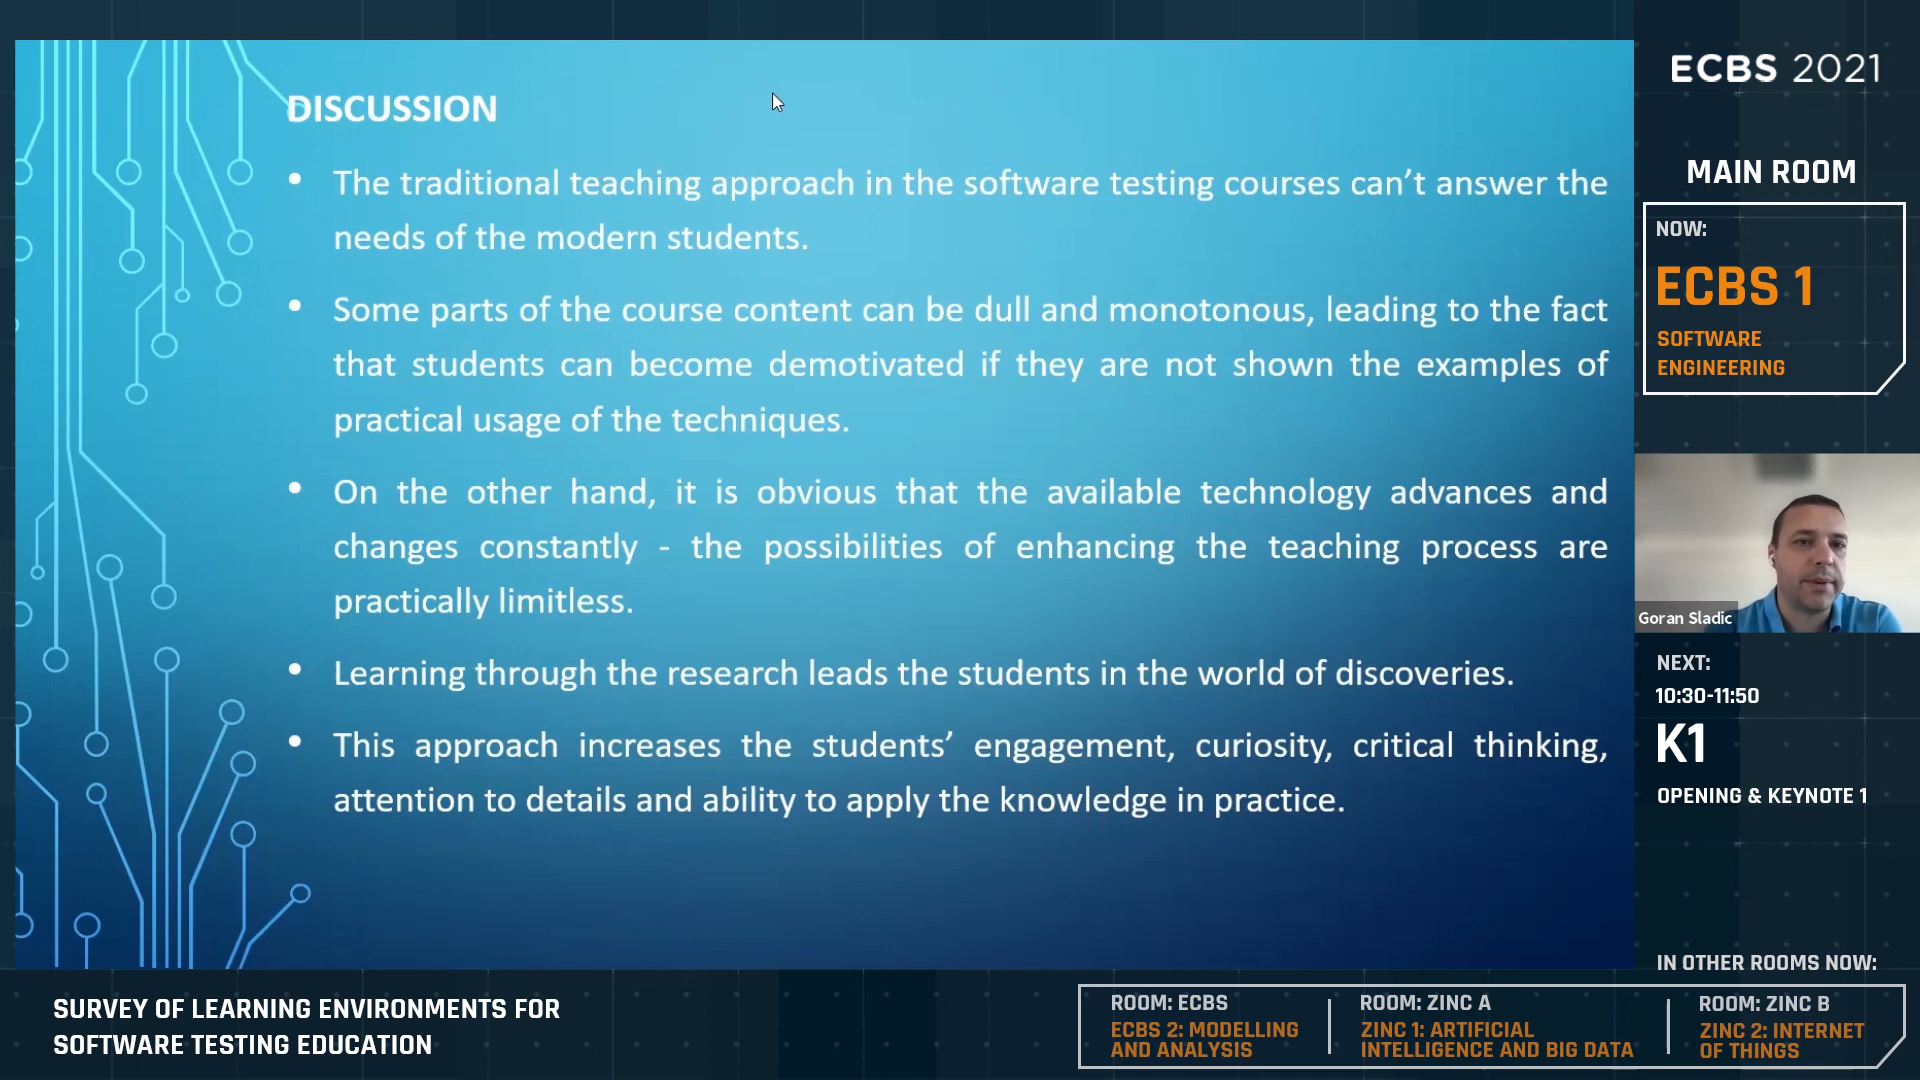 DISCUSSION
• The traditional teaching approach in the software testing courses can't answer the
needs of the modern students.
• Some parts of the course content can be dull and monotonous, leading to the fact
that students can become demotivated if they are not shown the examples of
practical usage of the techniques.
• On the other hand, it is obvious that the available technology advances and
changes constantly - the possibilities of enhancing the teaching process are
practically limitless.
• Learning through the research leads the students in the world of discoveries.
• This approach increases the students' engagement, curiosity, critical thinking,
attention to details and ability to apply the knowledge in practice.
ECBS 2021
MAIN ROOM
NOW:
ECBS 1
SOFTWARE
ENGINEERING
Goran Sladic
NEXT:
10:30-11:50
K1
OPENING & KEYNOTE 1
IN OTHER ROOMS NOW:
SURVEY OF LEARNING ENVIRONMENTS FOR
SOFTWARE TESTING EDUCATION
ROOM: ECBS
ECBS 2: MODELLING
AND ANALYSIS
ROOM: ZINC A
ZINC 1: ARTIFICIAL
INTELLIGENCE AND BIG DATA
ROOM: ZINC B
ZINC 2: INTERNET
OF THINGS